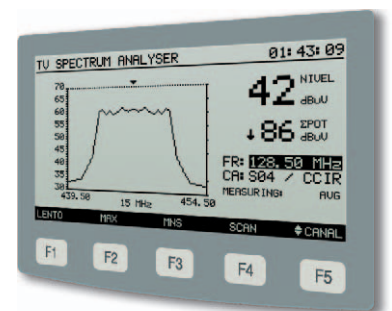 TV SPECTRUM ANALYSER 01:43:09
70
65
60
55
50
45
40
35
30
439.50 15 MHz 454.50
42 NIVEL dBuV
↓86 ΣPOT dBuV
FR: 128.50 MHz
CA: S04 / CCIR
MEASURING: AVG
LENTO MAX MNS SCAN ♦CANAL
F1 F2 F3 F4 F5